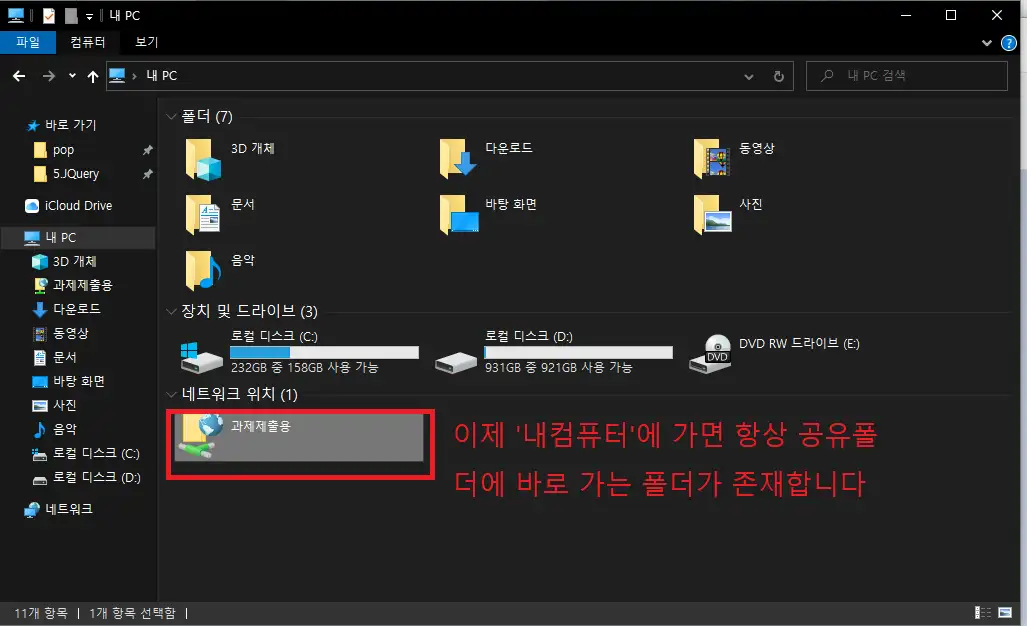 내 PC
파일 컴퓨터 보기
내 PC
내 PC 검색
바로 가기
pop
5.JQuery
iCloud Drive
내 PC
3D 개체
과제제출용
다운로드
동영상
문서
바탕 화면
사진
음악
로컬 디스크 (C:)
로컬 디스크 (D:)
네트워크
폴더 (7)
3D 개체
다운로드
동영상
문서
바탕 화면
사진
음악
장치 및 드라이브 (3)
로컬 디스크 (C:)
232GB 중 158GB 사용 가능
로컬 디스크 (D:)
931GB 중 921GB 사용 가능
DVD
DVD RW 드라이브 (E:)
네트워크 위치 (1)
과제제출용
이제 '내컴퓨터'에 가면 항상 공유폴
더에 바로 가는 폴더가 존재합니다
11개 항목 | 1개 항목 선택함 |